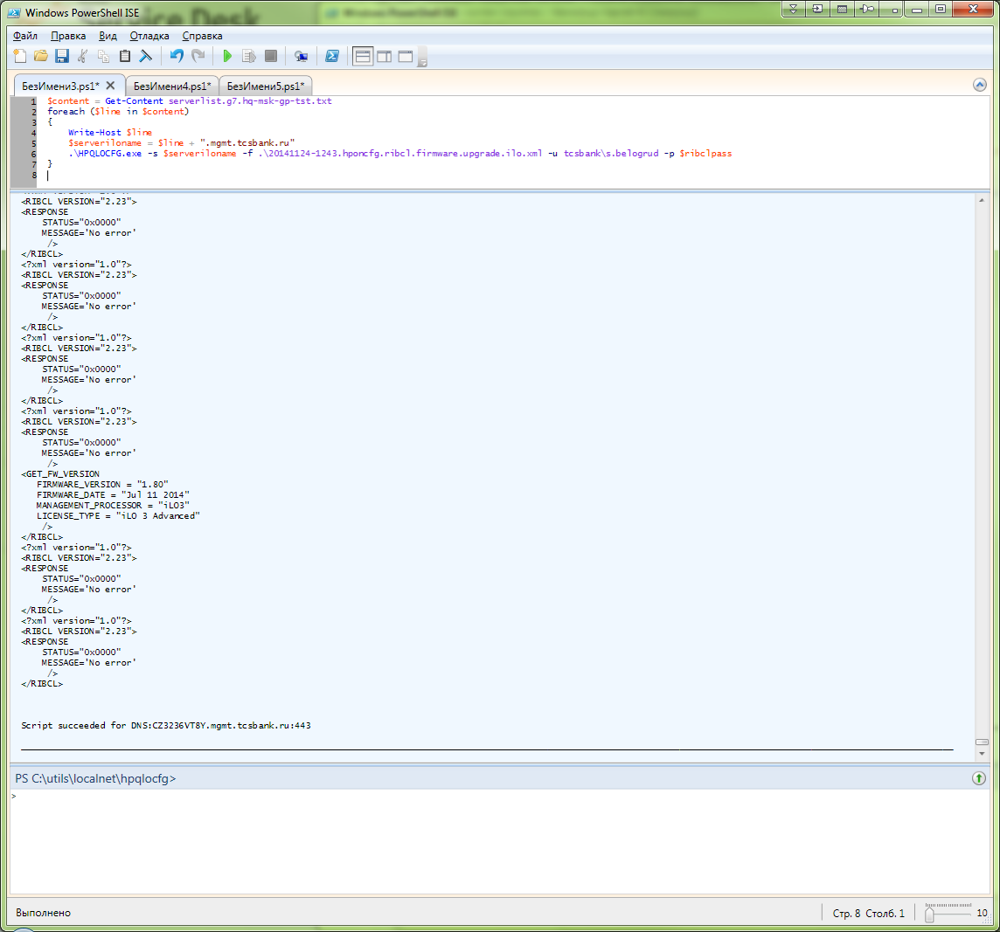 Windows PowerShell ISE
Файл Правка Вид Отладка Справка
БезИмени3.ps1* БезИмени4.ps1* БезИмени5.ps1*
1 $content = Get-Content serverlist.g7.hq-msk-gp-tst.txt
2 foreach ($line in $content)
3 {
4 Write-Host $line
5 $serveriloname = $line + ".mgmt.tcsbank.ru"
6 .\HPQLOCFG.exe -s $serveriloname -f .\20141124-1243.hponcfg.ribcl.firmware.upgrade.ilo.xml -u tcsbank\s.belogrud -p $ribclpass
7 }
8
<RIBCL VERSION="2.23">
<RESPONSE
STATUS="0x0000"
MESSAGE='No error'
/>
</RIBCL>
<?xml version="1.0"?>
<RIBCL VERSION="2.23">
<RESPONSE
STATUS="0x0000"
MESSAGE='No error'
/>
</RIBCL>
<?xml version="1.0"?>
<RIBCL VERSION="2.23">
<RESPONSE
STATUS="0x0000"
MESSAGE='No error'
/>
</RIBCL>
<?xml version="1.0"?>
<RIBCL VERSION="2.23">
<RESPONSE
STATUS="0x0000"
MESSAGE='No error'
/>
<GET_FW_VERSION
FIRMWARE_VERSION = "1.80"
FIRMWARE_DATE = "Jul 11 2014"
MANAGEMENT_PROCESSOR = "iLO3"
LICENSE_TYPE = "iLO 3 Advanced"
/>
</RIBCL>
<?xml version="1.0"?>
<RIBCL VERSION="2.23">
<RESPONSE
STATUS="0x0000"
MESSAGE='No error'
/>
</RIBCL>
<?xml version="1.0"?>
<RIBCL VERSION="2.23">
<RESPONSE
STATUS="0x0000"
MESSAGE='No error'
/>
</RIBCL>
Script succeeded for DNS:CZ3236VT8Y.mgmt.tcsbank.ru:443
PS C:\utils\localnet\hpqlocfg>
>
Выполнено Стр. 8 Столб. 1 10